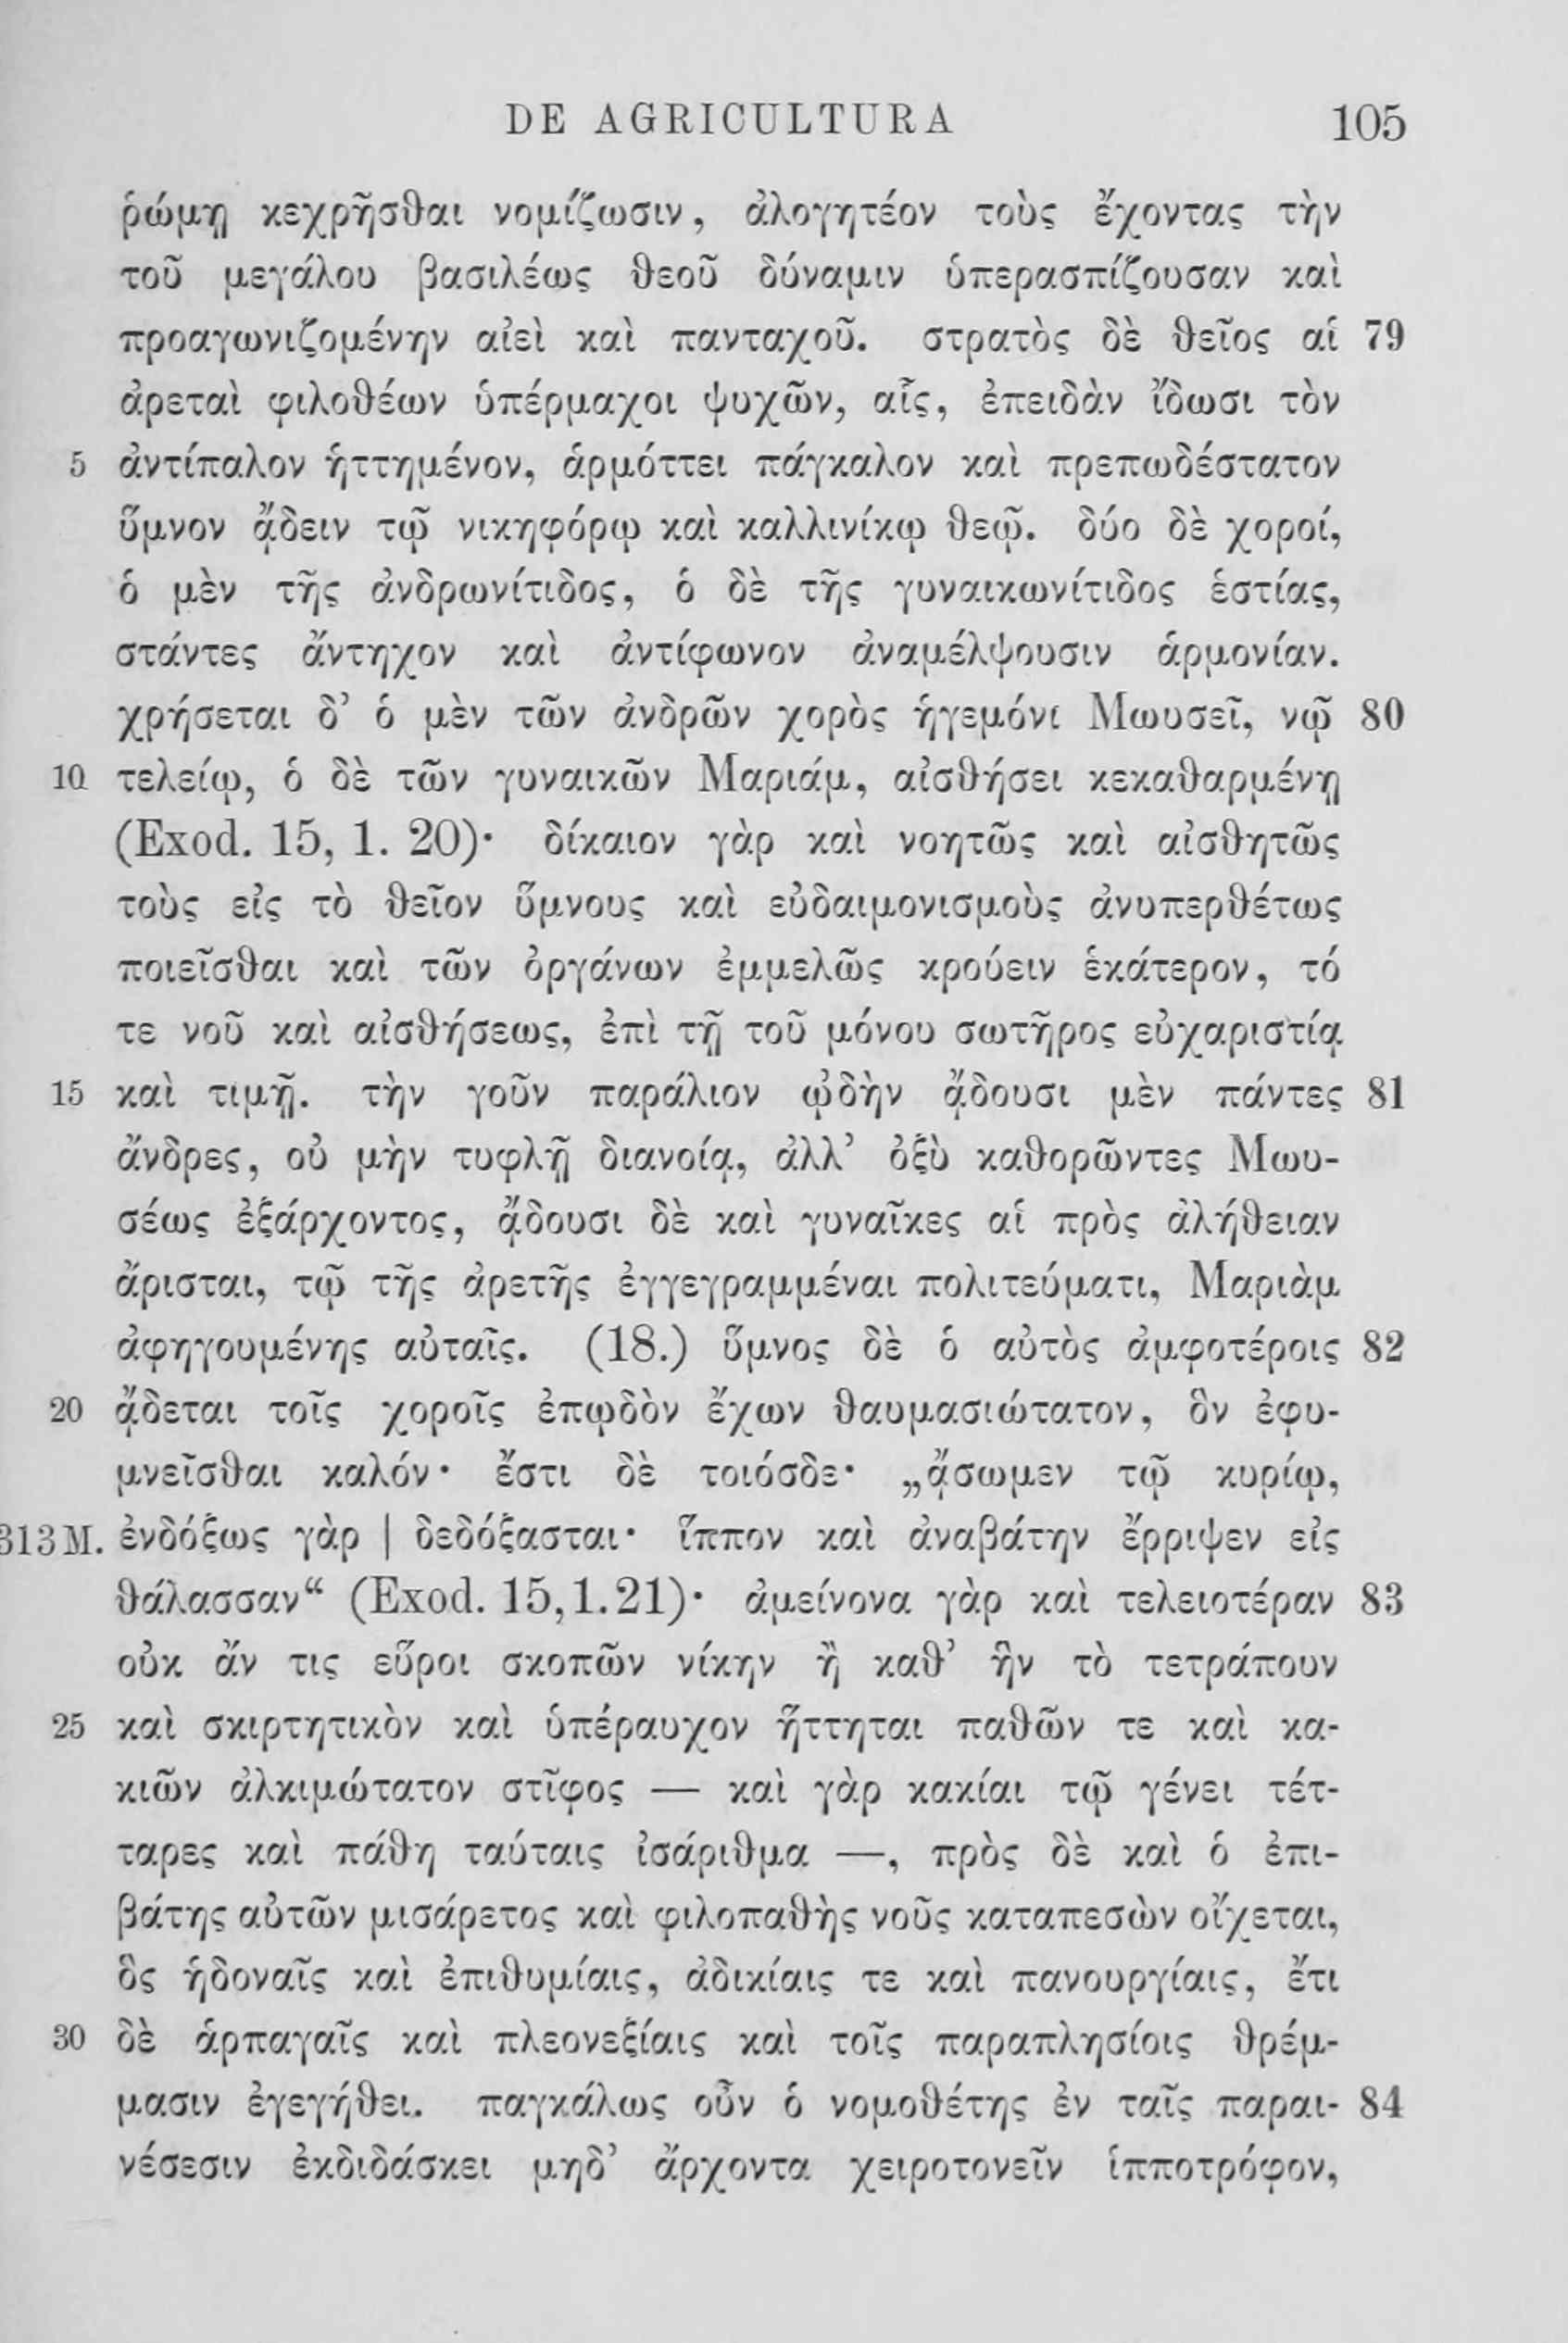 DE AGRICULTURA 105
ῥώμῃ κεχρῆσθαι νομίζωσιν, ἀλογητέον τοὺς ἔχοντας τὴν
τοῦ μεγάλου βασιλέως θεοῦ δύναμιν ὑπερασπίζουσαν καὶ
προαγωνιζομένην αἰεὶ καὶ πανταχοῦ. στρατὸς δὲ θεῖος αἱ 79
ἀρεταὶ φιλοθέων ὑπέρμαχοι ψυχῶν, αἷς, ἐπειδὰν ἴδωσι τὸν
5 ἀντίπαλον ἡττημένον, ἁρμόττει πάγκαλον καὶ πρεπωδέστατον
ὕμνον ᾄδειν τῷ νικηφόρῳ καὶ καλλινίκῳ θεῷ. δύο δὲ χοροί,
ὁ μὲν τῆς ἀνδρωνίτιδος, ὁ δὲ τῆς γυναικωνίτιδος ἑστίας,
στάντες ἄντηχον καὶ ἀντίφωνον ἀναμέλψουσιν ἁρμονίαν.
χρήσεται δ’ ὁ μὲν τῶν ἀνδρῶν χορὸς ἡγεμόνι Μωυσεῖ, νῷ 80
10 τελείῳ, ὁ δὲ τῶν γυναικῶν Μαριάμ, αἰσθήσει κεκαθαρμένῃ
(Exod. 15, 1. 20)· δίκαιον γὰρ καὶ νοητῶς καὶ αἰσθητῶς
τοὺς εἰς τὸ θεῖον ὕμνους καὶ εὐδαιμονισμοὺς ἀνυπερθέτως
ποιεῖσθαι καὶ τῶν ὀργάνων ἐμμελῶς κρούειν ἑκάτερον, τό
τε νοῦ καὶ αἰσθήσεως, ἐπὶ τῇ τοῦ μόνου σωτῆρος εὐχαριστίᾳ
15 καὶ τιμῇ. τὴν γοῦν παράλιον ᾠδὴν ᾄδουσι μὲν πάντες 81
ἄνδρες, οὐ μὴν τυφλῇ διανοίᾳ, ἀλλ’ ὀξὺ καθορῶντες Μωυ-
σέως ἐξάρχοντος, ᾄδουσι δὲ καὶ γυναῖκες αἱ πρὸς ἀλήθειαν
ἄρισται, τῷ τῆς ἀρετῆς ἐγγεγραμμέναι πολιτεύματι, Μαριὰμ
ἀφηγουμένης αὐταῖς. (18.) ὕμνος δὲ ὁ αὐτὸς ἀμφοτέροις 82
20 ᾄδεται τοῖς χοροῖς ἐπῳδὸν ἔχων θαυμασιώτατον, ὃν ἐφυ-
μνεῖσθαι καλόν· ἔστι δὲ τοιόσδε· „ᾄσωμεν τῷ κυρίῳ,
313 M. ἐνδόξως γὰρ | δεδόξασται· ἵππον καὶ ἀναβάτην ἔρριψεν εἰς
θάλασσαν“ (Exod. 15,1.21)· ἀμείνονα γὰρ καὶ τελειοτέραν 83
οὐκ ἄν τις εὕροι σκοπῶν νίκην ἢ καθ’ ἣν τὸ τετράπουν
25 καὶ σκιρτητικὸν καὶ ὑπέραυχον ἥττηται παθῶν τε καὶ κα-
κιῶν ἀλκιμώτατον στῖφος — καὶ γὰρ κακίαι τῷ γένει τέτ-
ταρες καὶ πάθη ταύταις ἰσάριθμα —, πρὸς δὲ καὶ ὁ ἐπι-
βάτης αὐτῶν μισάρετος καὶ φιλοπαθὴς νοῦς καταπεσὼν οἴχεται,
ὃς ἡδοναῖς καὶ ἐπιθυμίαις, ἀδικίαις τε καὶ πανουργίαις, ἔτι
30 δὲ ἁρπαγαῖς καὶ πλεονεξίαις καὶ τοῖς παραπλησίοις θρέμ-
μασιν ἐγεγήθει. παγκάλως οὖν ὁ νομοθέτης ἐν ταῖς παραι- 84
νέσεσιν ἐκδιδάσκει μηδ’ ἄρχοντα χειροτονεῖν ἱπποτρόφον,